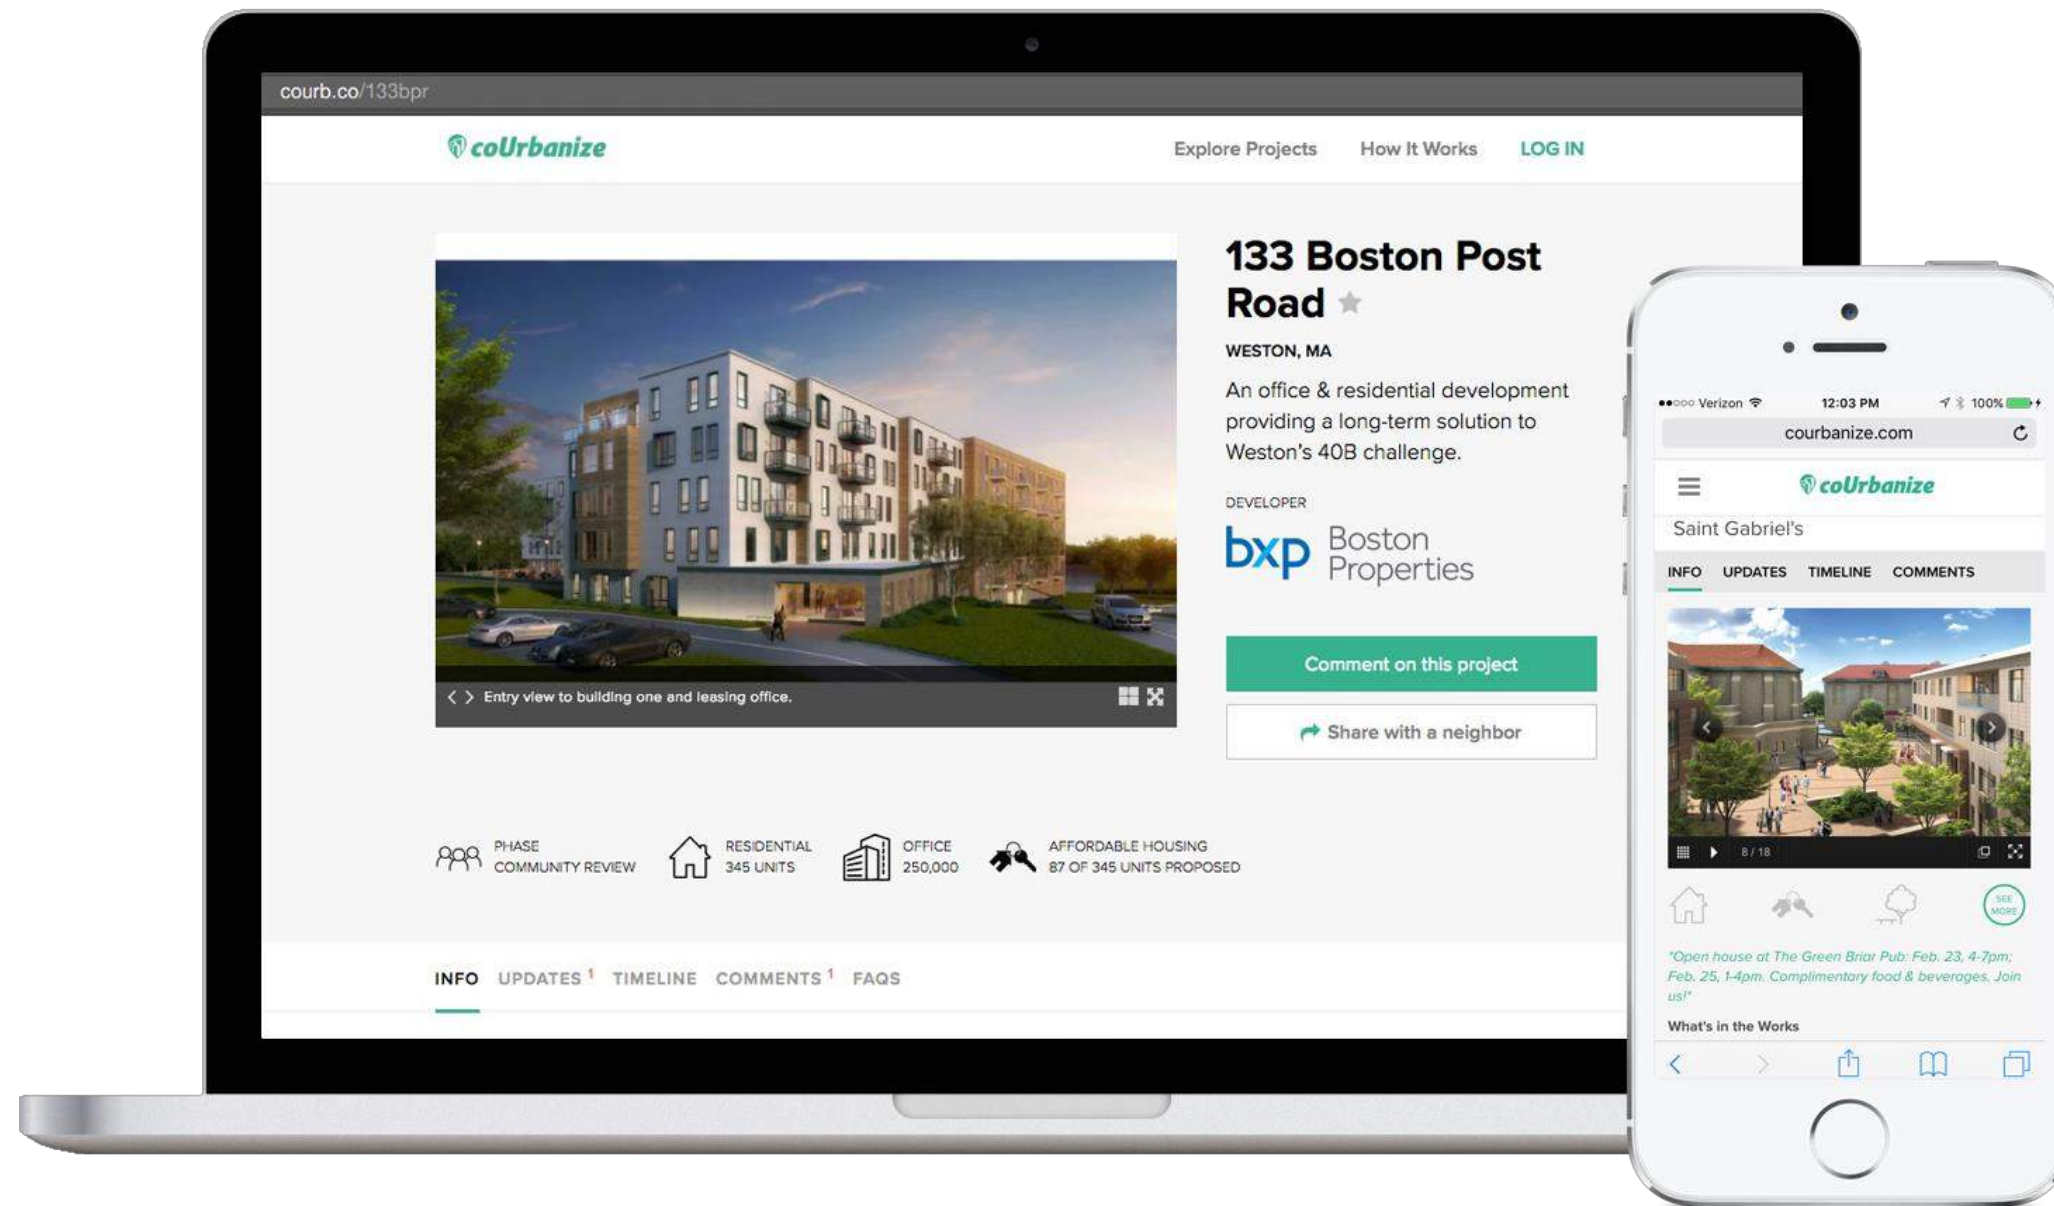 courb.co/133bpr
coUrbanize
Explore Projects How It Works LOG IN
133 Boston Post
Road
WESTON, MA
An office & residential development
providing a long-term solution to
Weston's 40B challenge.
DEVELOPER
bxp Boston
Properties
Comment on this project
Share with a neighbor
Entry view to building one and leasing office.
PHASE
COMMUNITY REVIEW
RESIDENTIAL
345 UNITS
OFFICE
250,000
AFFORDABLE HOUSING
87 OF 345 UNITS PROPOSED
INFO UPDATES 1 TIMELINE COMMENTS 1 FAQS
Verizon 12:03 PM 100%
courbanize.com
coUrbanize
Saint Gabriel's
INFO UPDATES TIMELINE COMMENTS
8 / 18
SEE
MORE
"Open house at The Green Briar Pub: Feb. 23, 4-7pm;
Feb. 25, 1-4pm. Complimentary food & beverages. Join
us!"
What's in the Works